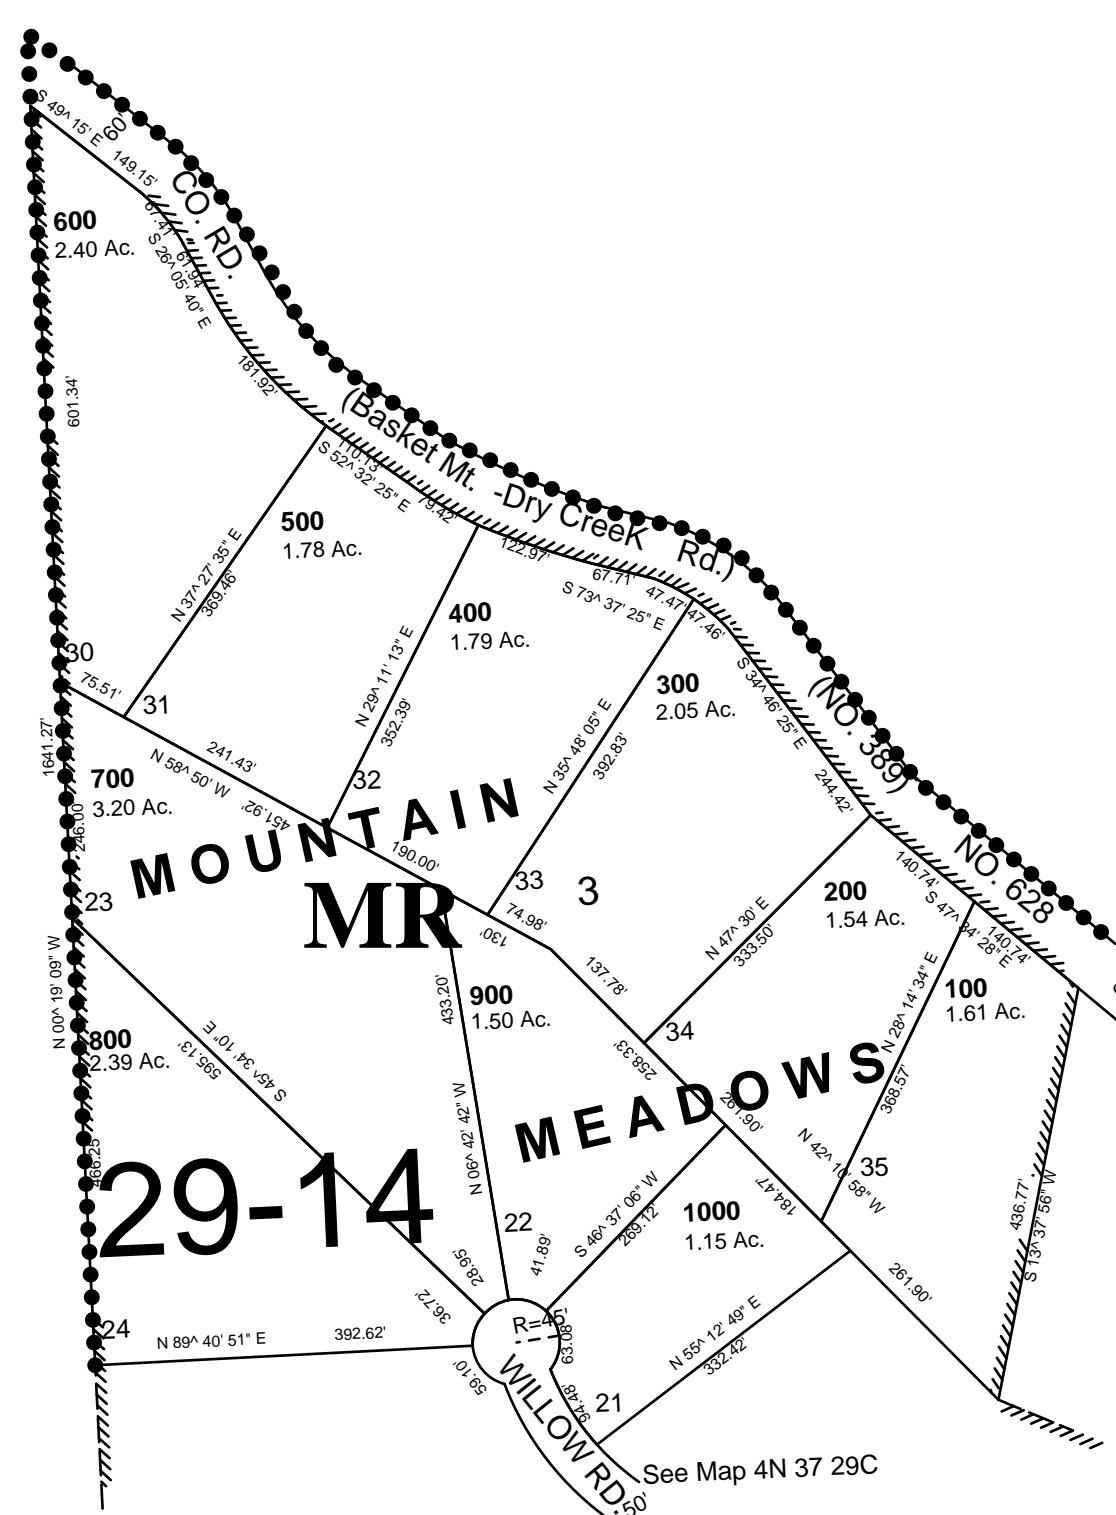 S 49^ 15' E
60'
149.15'
CO. RD.
67.41'
61.94'
S 26^ 05' 40" E
600
2.40 Ac.
181.92'
601.34'
(Basket Mt. -Dry CreeK Rd.)
110.13'
S 52^ 32' 25" E
79.42'
122.97'
67.71'
S 73^ 37' 25" E
47.47'
47.46'
500
1.78 Ac.
N 37^ 27' 35" E
369.46'
400
1.79 Ac.
N 29^ 11' 13" E
352.39'
300
2.05 Ac.
N 35^ 48' 05" E
392.83'
S 34^ 46' 25" E
244.42'
(NO. 389)
NO. 628
30
75.51'
31
241.43'
N 58^ 50' W
451.92'
32
1641.27'
700
3.20 Ac.
246.00
MOUNTAIN
MR
190.00'
33
74.98'
130'
3
23
N 00^ 19' 09" W
200
1.54 Ac.
N 47^ 30' E
333.50'
140.74'
S 47^ 34' 28" E
140.74'
100
1.61 Ac.
N 28^ 14' 34" E
368.57'
137.78'
34
258.33'
433.20'
900
1.50 Ac.
800
2.39 Ac.
S 45^ 34' 10" E
595.13'
MEADOWS
261.90'
N 06^ 42' 42" W
N 42^ 10' 58" W
35
184.47'
466.25
29-14
22
41.89'
S 46^ 37' 06" W
269.12'
1000
1.15 Ac.
436.77'
S 13^ 37' 56" W
261.90'
28.95'
36.72'
24
N 89^ 40' 51" E
392.62'
R=45'
63.08'
59.10'
N 55^ 12' 49" E
332.42'
94.48'
21
WILLOW RD.
50'
See Map 4N 37 29C